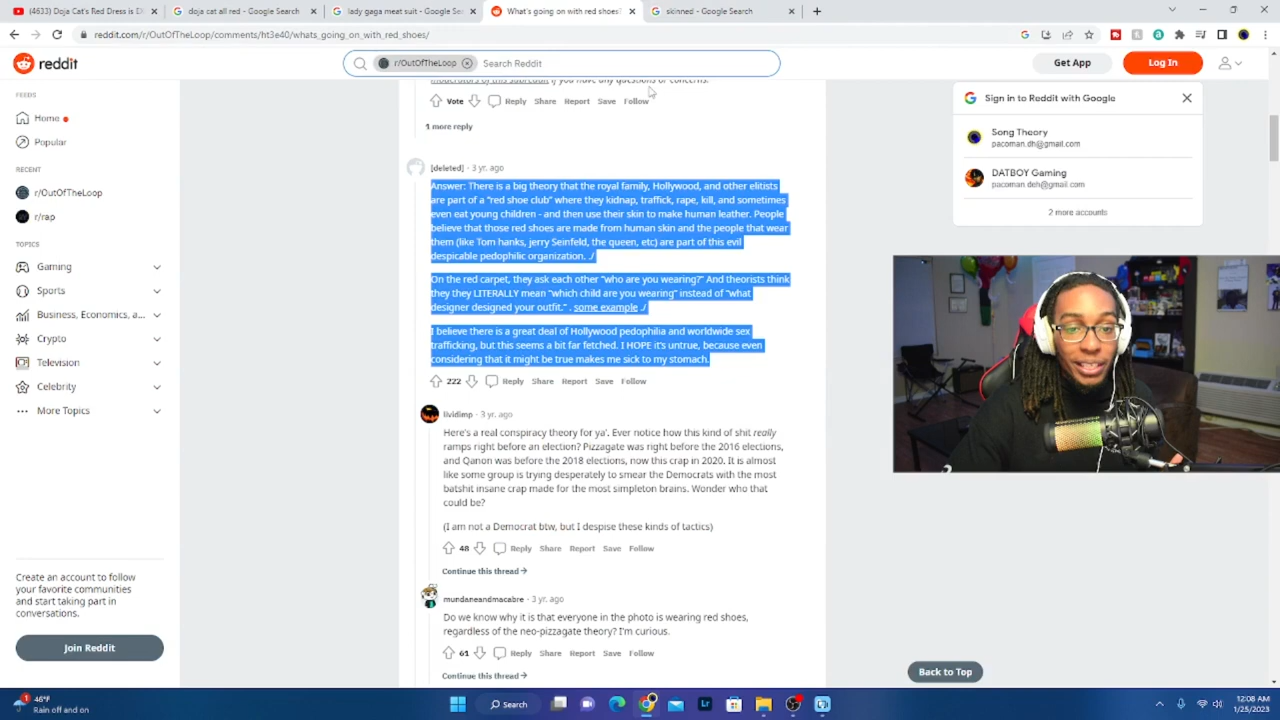 (4633) Doja Cat's Red Dress is D
doja cat all red - Google Search
lady gaga meat suit - Google Se
What's going on with red shoes?
skinned - Google Search
reddit.com/r/OutOfTheLoop/comments/ht3e40/whats_going_on_with_red_shoes/
reddit
r/OutOfTheLoop
Search Reddit
Get App
Log In
FEEDS
Home
Popular
RECENT
r/OutOfTheLoop
r/rap
TOPICS
Gaming
Sports
Business, Economics, a...
Crypto
Television
Celebrity
More Topics
Create an account to follow
your favorite communities
and start taking part in
conversations.
Join Reddit
moderators of this subreddit if you have any questions or concerns.
Vote Reply Share Report Save Follow
1 more reply
[deleted] · 3 yr. ago
Answer: There is a big theory that the royal family, Hollywood, and other elitists
are part of a "red shoe club" where they kidnap, traffick, rape, kill, and sometimes
even eat young children - and then use their skin to make human leather. People
believe that those red shoes are made from human skin and the people that wear
them (like Tom hanks, jerry Seinfeld, the queen, etc) are part of this evil
despicable pedophilic organization. ./
On the red carpet, they ask each other "who are you wearing?" And theorists think
they they LITERALLY mean "which child are you wearing" instead of "what
designer designed your outfit." . some example ./
I believe there is a great deal of Hollywood pedophilia and worldwide sex
trafficking, but this seems a bit far fetched. I HOPE it's untrue, because even
considering that it might be true makes me sick to my stomach.
222 Reply Share Report Save Follow
lividimp · 3 yr. ago
Here's a real conspiracy theory for ya'. Ever notice how this kind of shit really
ramps right before an election? Pizzagate was right before the 2016 elections,
and Qanon was before the 2018 elections, now this crap in 2020. It is almost
like some group is trying desperately to smear the Democrats with the most
batshit insane crap made for the most simpleton brains. Wonder who that
could be?
(I am not a Democrat btw, but I despise these kinds of tactics)
48 Reply Share Report Save Follow
Continue this thread →
mundaneandmacabre · 3 yr. ago
Do we know why it is that everyone in the photo is wearing red shoes,
regardless of the neo-pizzagate theory? I'm curious.
61 Reply Share Report Save Follow
Continue this thread →
Sign in to Reddit with Google
Song Theory
pacoman.dh@gmail.com
DATBOY Gaming
pacoman.deh@gmail.com
2 more accounts
Back to Top
1
46°F
Rain off and on
Search
Lr
12:08 AM
1/25/2023